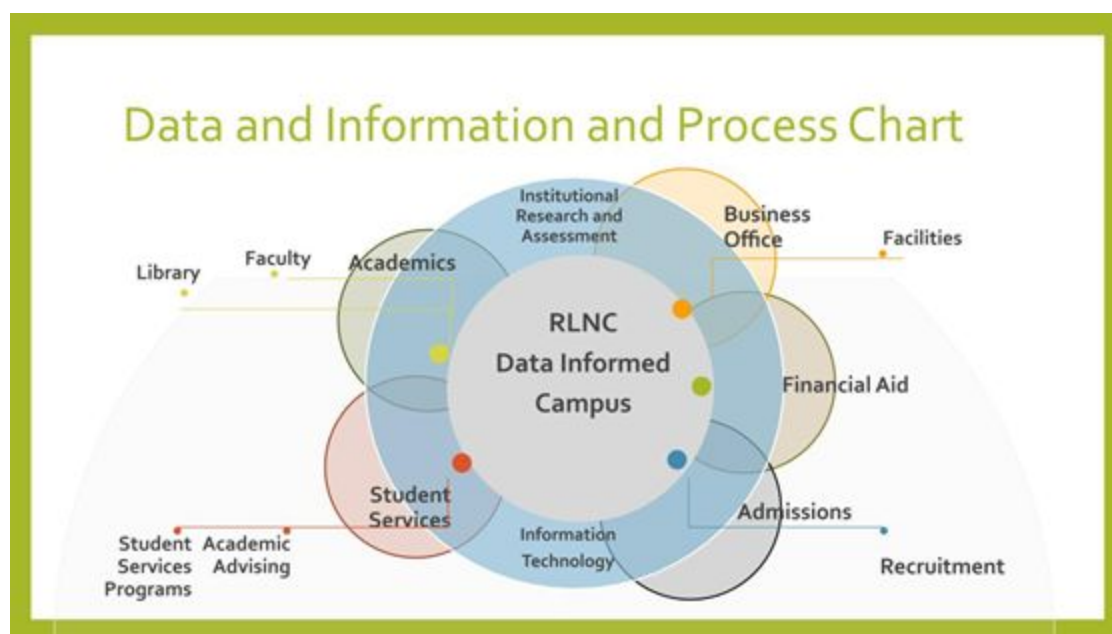 Data and Information and Process Chart
Institutional
Research and
Assessment
Business
Office
Facilities
Library
Faculty
Academics
RLNC
Data Informed
Campus
Financial Aid
Student
Services
Admissions
Student
Services
Programs
Academic
Advising
Information
Technology
Recruitment